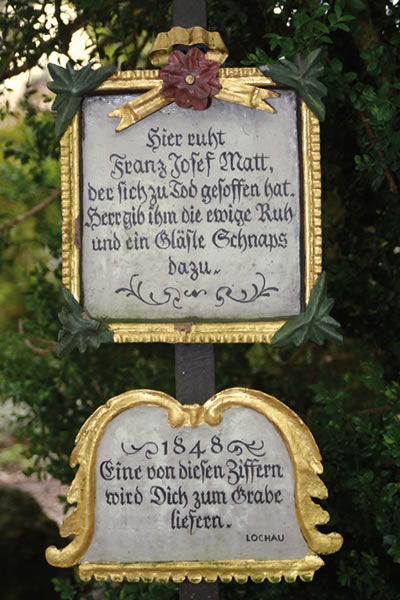 Hier ruht
Franz Josef Matt,
der sich zu Tod gesoffen hat.
Herr gib ihm die ewige Ruh
und ein Gläsle Schnaps
dazu..
1848
Eine von diesen Ziffern
wird Dich zum Grabe
liefern..
LOCHAU